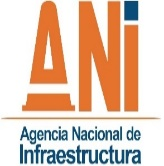 ANi
Agencia Nacional de
Infraestructura